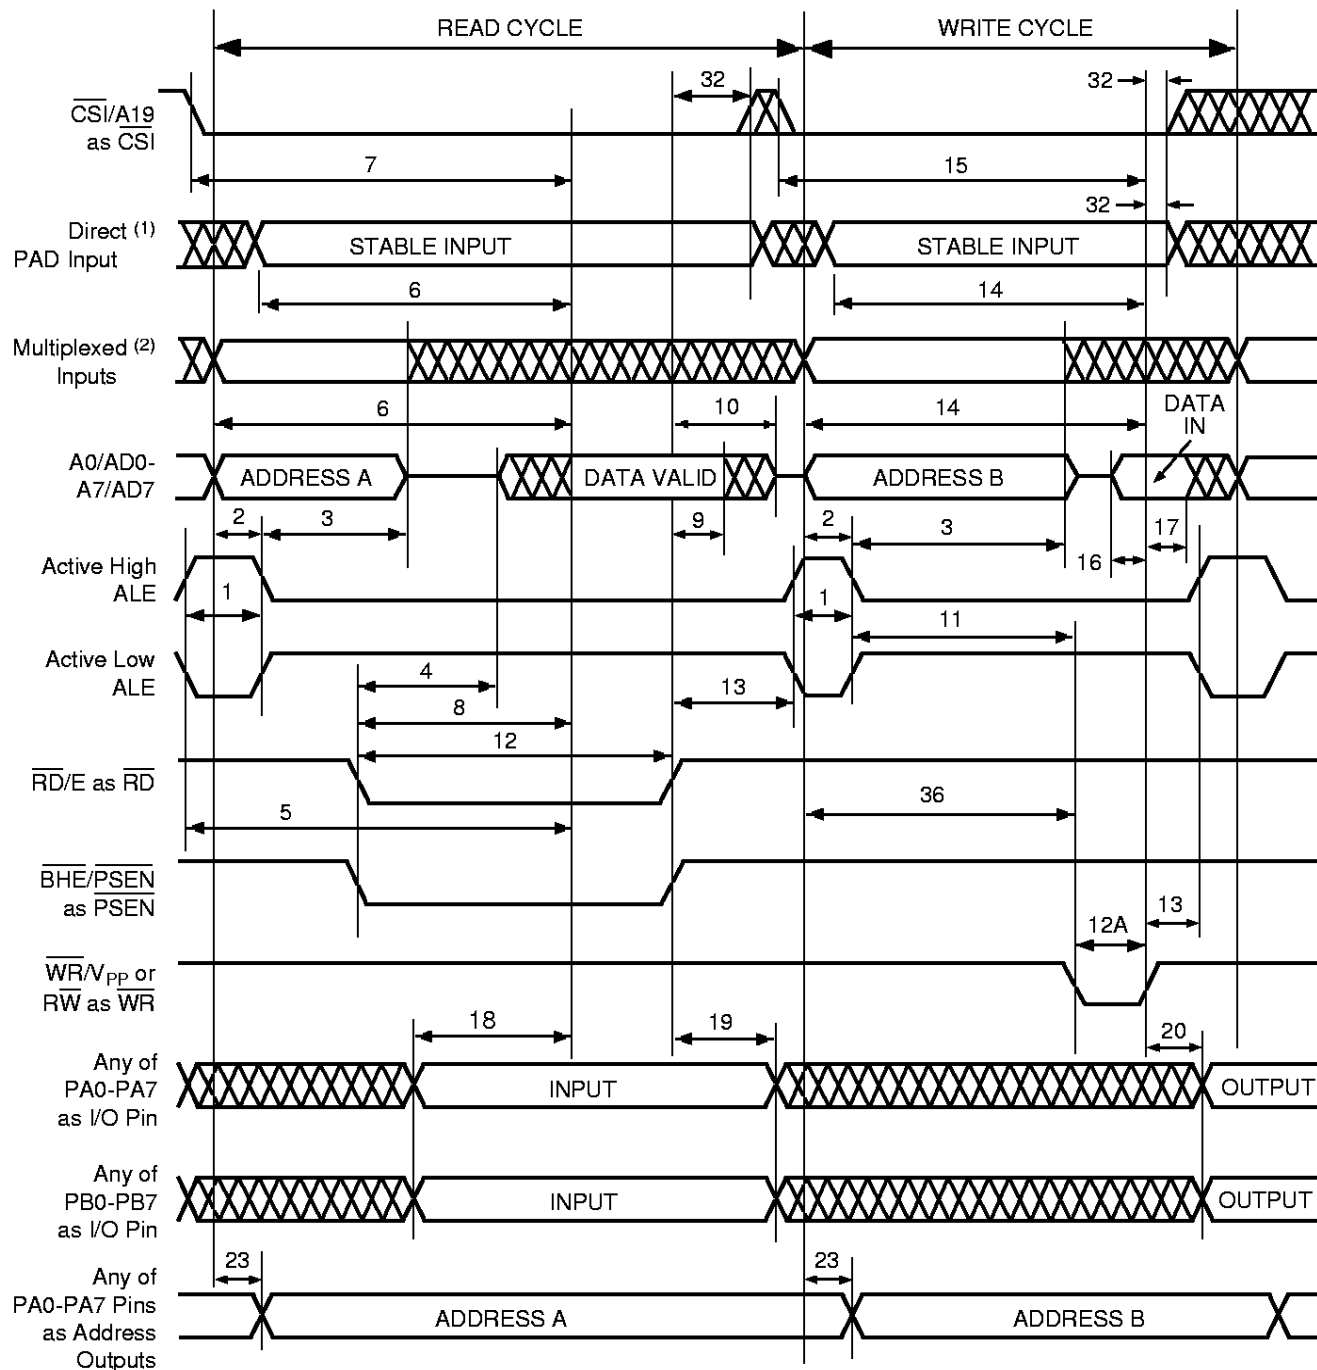 READ CYCLE
WRITE CYCLE
32
32
CSI/A19
as CSI
7
15
32
Direct (1)
PAD Input
STABLE INPUT
STABLE INPUT
6
14
Multiplexed (2)
Inputs
6
10
14
DATA
IN
A0/AD0-
A7/AD7
ADDRESS A
DATA VALID
ADDRESS B
2
3
9
2
3
17
16
Active High
ALE
1
1
11
Active Low
ALE
4
13
8
12
RD/E as RD
36
5
BHE/PSEN
as PSEN
13
12A
WR/VPP or
RW as WR
18
19
20
Any of
PA0-PA7
as I/O Pin
INPUT
OUTPUT
Any of
PB0-PB7
as I/O Pin
INPUT
OUTPUT
23
23
Any of
PA0-PA7 Pins
as Address
Outputs
ADDRESS A
ADDRESS B